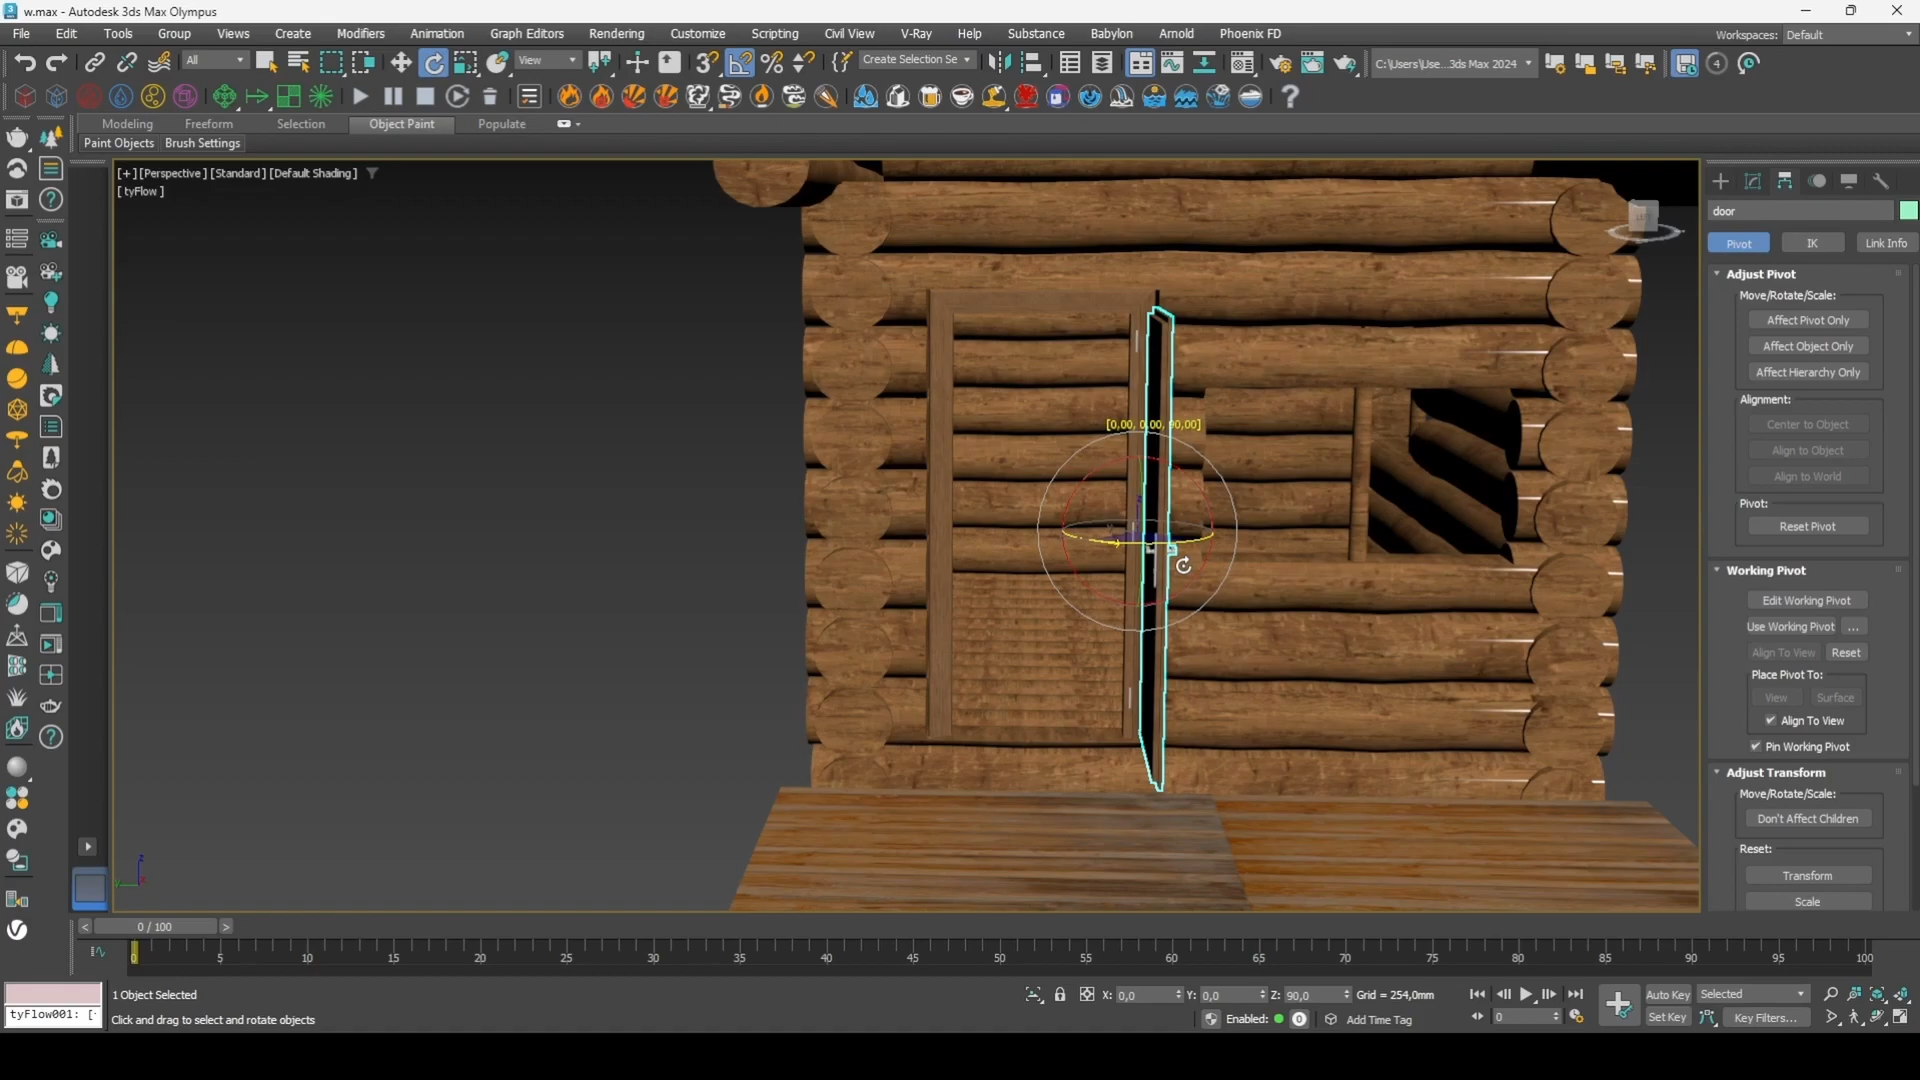 w.max - Autodesk 3ds Max Olympus
File Edit Tools Group Views Create Modifiers Animation Graph Editors Rendering Customize Scripting Civil View V-Ray Help Substance Babylon Arnold Phoenix FD
Workspaces: Default
All View Create Selection Se C:\Users\Use...3ds Max 2024 4
Modeling Freeform Selection Object Paint Populate
Paint Objects Brush Settings
[+] [Perspective] [Standard] [Default Shading]
[ tyFlow ]
door
Pivot IK Link Info
Adjust Pivot
Move/Rotate/Scale:
Affect Pivot Only
Affect Object Only
Affect Hierarchy Only
Alignment:
Center to Object
Align to Object
Align to World
Pivot:
Reset Pivot
Working Pivot
Edit Working Pivot
Use Working Pivot ...
Align To View Reset
Place Pivot To:
View Surface
Align To View
Pin Working Pivot
Adjust Transform
Move/Rotate/Scale:
Don't Affect Children
Reset:
Transform
Scale
[0,00, 0,00, 90,00]
z
< 0 / 100 >
0 5 10 15 20 25 30 35 40 45 50 55 60 65 70 75 80 85 90 95 100
1 Object Selected
X: 0,0 Y: 0,0 Z: 90,0 Grid = 254,0mm
Auto Key Selected
tyFlow001: [
Click and drag to select and rotate objects
Enabled: 0 Add Time Tag
0
Set Key Key Filters...